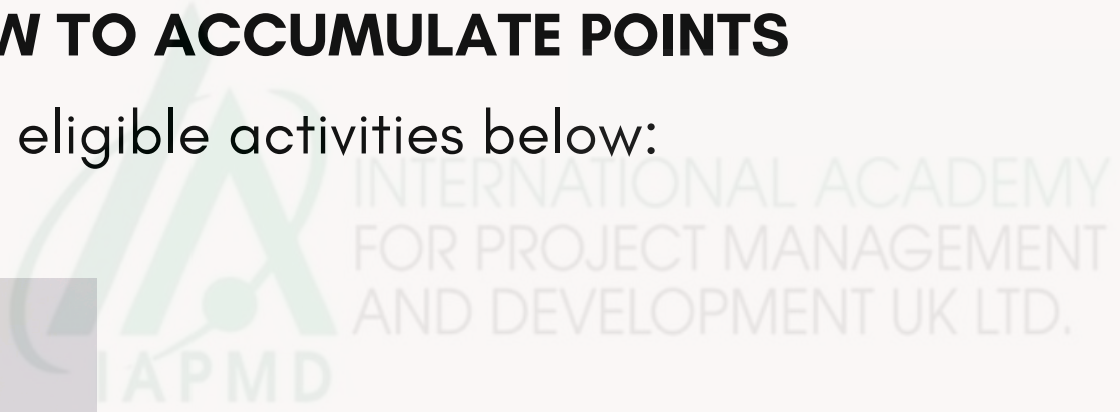 W TO ACCUMULATE POINTS
eligible activities below:
INTERNATIONAL ACADEMY
FOR PROJECT MANAGEMENT
AND DEVELOPMENT UK LTD.
IAPMD